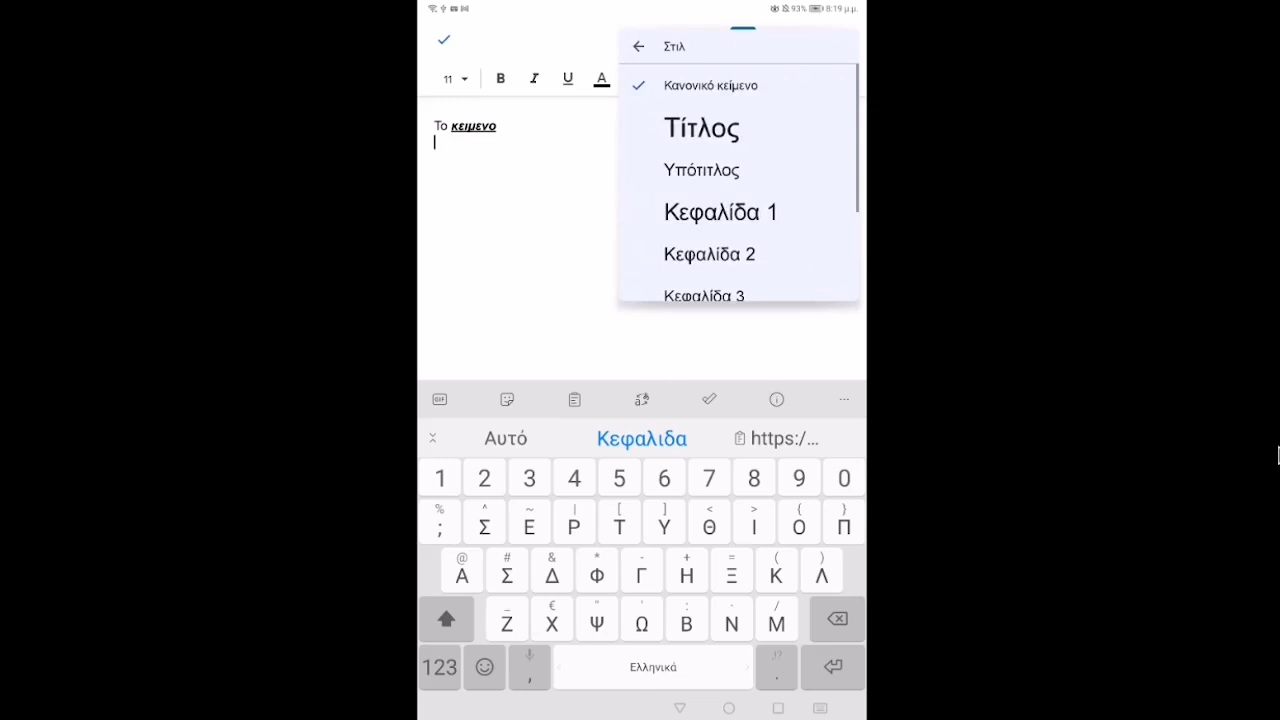 93% 8:19 μ.μ.
Στιλ
11 B I U A
Κανονικό κείμενο
Το κειμενο
Τίτλος
Υπότιτλος
Κεφαλίδα 1
Κεφαλίδα 2
Κεφαλίδα 3
GIF
Αυτό Κεφαλιδα https:/...
1 2 3 4 5 6 7 8 9 0
% ^ ~ | [ ] < > { }
; Σ Ε Ρ Τ Υ Θ Ι Ο Π
@ # & * - + = ( )
Α Σ Δ Φ Γ Η Ξ Κ Λ
_ € " ' : · /
Ζ Χ Ψ Ω Β Ν Μ
123 , Ελληνικά !? .